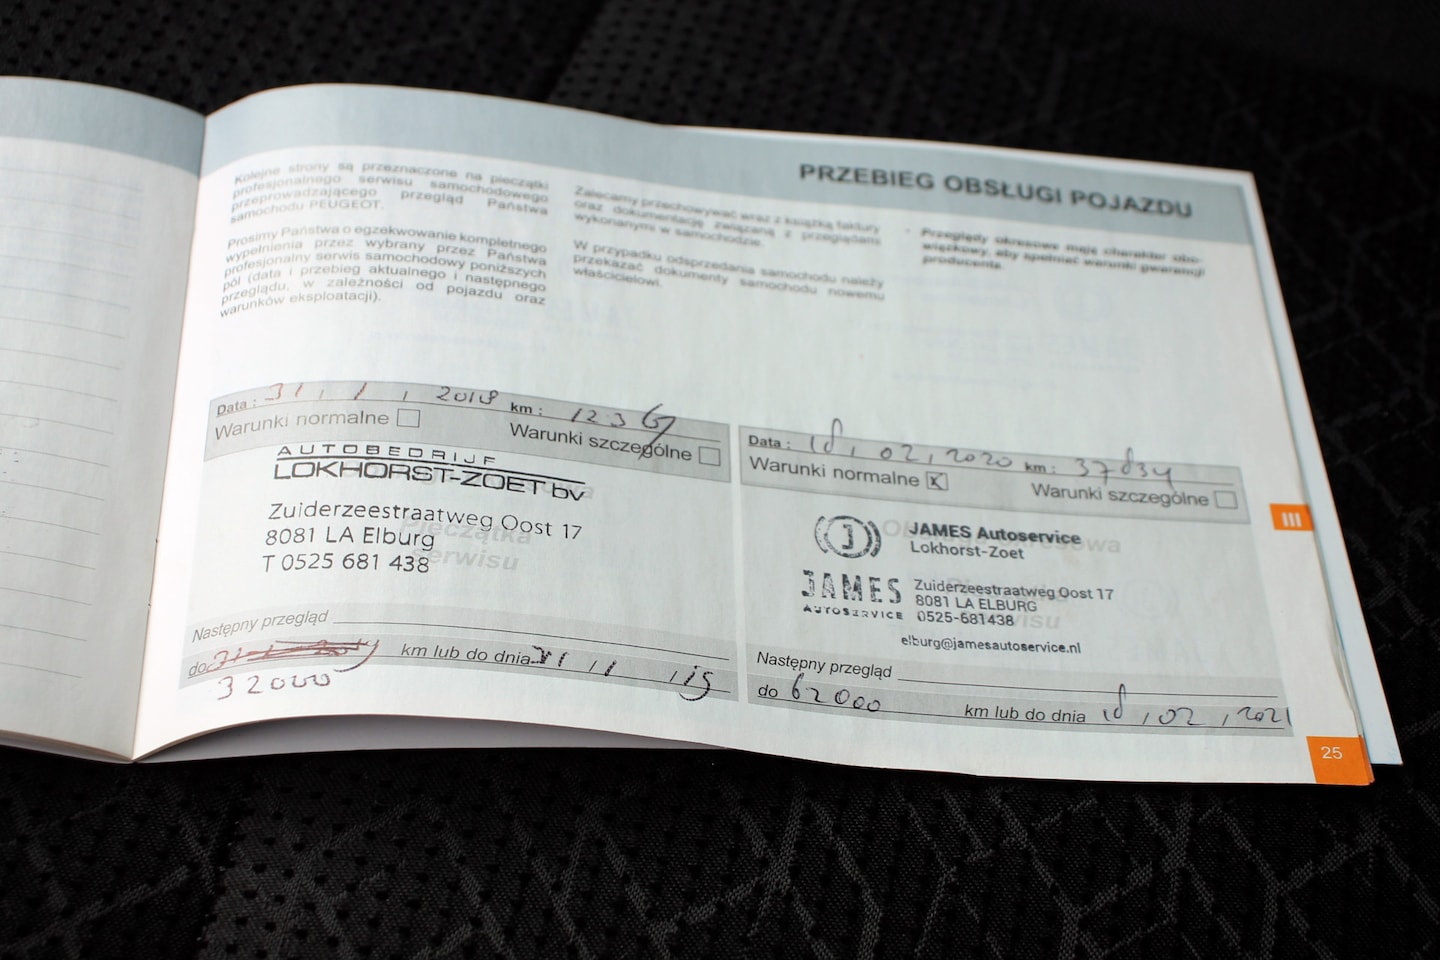 PRZEBIEG OBSŁUGI POJAZDU
Kolejne strony są przeznaczone na pieczątki
profesjonalnego serwisu samochodowego
przeprowadzającego przegląd Państwa
samochodu PEUGEOT.
Prosimy Państwa o egzekwowanie kompletnego
wypełnienia przez wybrany przez Państwa
profesjonalny serwis samochodowy poniższych
pól (data i przebieg aktualnego i następnego
przeglądu, w zależności od pojazdu oraz
warunków eksploatacji).
Zalecamy przechowywać wraz z książką faktury
oraz dokumentację związaną z przeglądami
wykonanymi w samochodzie.
W przypadku odsprzedania samochodu należy
przekazać dokumenty samochodu nowemu
właścicielowi.
Przeglądy okresowe mają charakter obo-
wiązkowy, aby spełniać warunki gwarancji
producenta.
Data : 31, 1, 2018 km : 1236
Warunki normalne
Warunki szczególne
AUTOBEDRIJF
LOKHORST-ZOET bv
Zuiderzeestraatweg Oost 17
8081 LA Elburg
T 0525 681 438
Pieczątka
serwisu
Następny przegląd
do km lub do dnia
32000
Data : 18, 02, 2020 km : 37834
Warunki normalne X
Warunki szczególne
JAMES Autoservice
Lokhorst-Zoet
J
JAMES
AUTOSERVICE
Zuiderzeestraatweg Oost 17
8081 LA ELBURG
0525-681438
elburg@jamesautoservice.nl
Następny przegląd
do 62000 km lub do dnia 18, 02, 2021
III
25